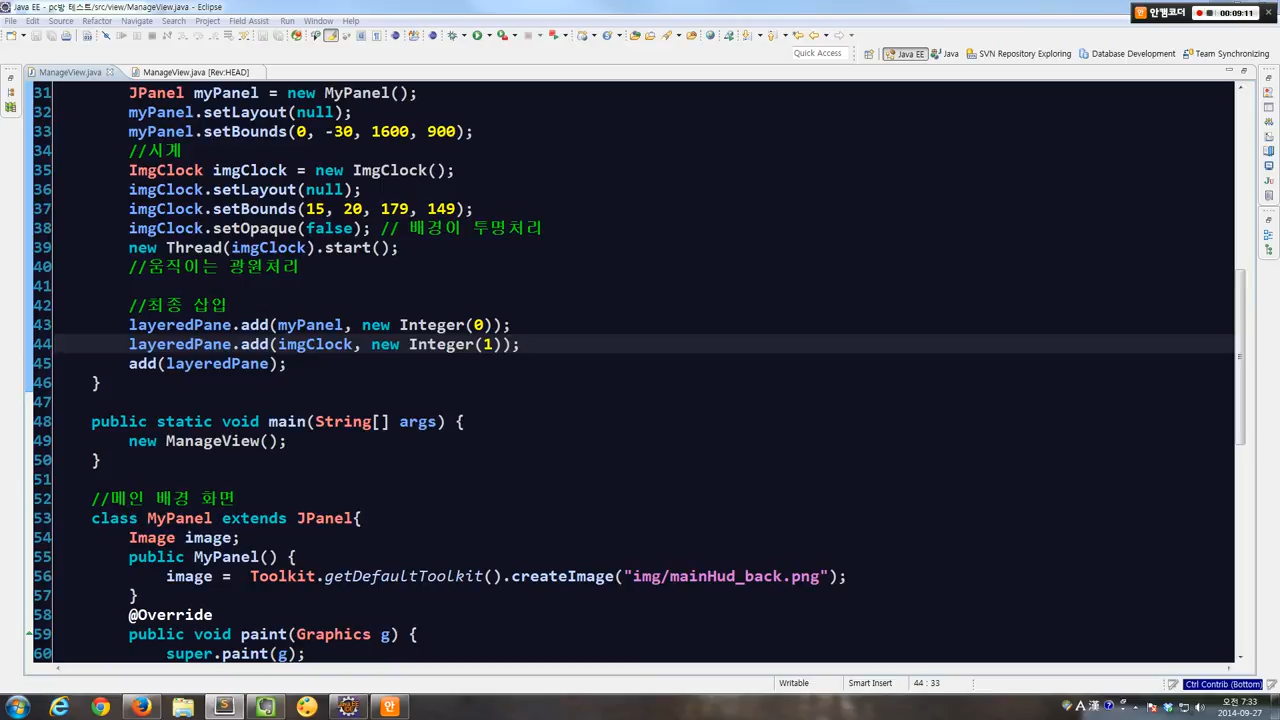 Java EE - pc방 테스트/src/view/ManageView.java - Eclipse
안캠코더 00:09:11
File Edit Source Refactor Navigate Search Project Field Assist Run Window Help
Quick Access Java EE Java SVN Repository Exploring Database Development Team Synchronizing
ManageView.java ManageView.java [Rev:HEAD]
31 JPanel myPanel = new MyPanel();
32 myPanel.setLayout(null);
33 myPanel.setBounds(0, -30, 1600, 900);
34 //시계
35 ImgClock imgClock = new ImgClock();
36 imgClock.setLayout(null);
37 imgClock.setBounds(15, 20, 179, 149);
38 imgClock.setOpaque(false); // 배경이 투명처리
39 new Thread(imgClock).start();
40 //움직이는 광원처리
41
42 //최종 삽입
43 layeredPane.add(myPanel, new Integer(0));
44 layeredPane.add(imgClock, new Integer(1));
45 add(layeredPane);
46 }
47
48 public static void main(String[] args) {
49 new ManageView();
50 }
51
52 //메인 배경 화면
53 class MyPanel extends JPanel{
54 Image image;
55 public MyPanel() {
56 image = Toolkit.getDefaultToolkit().createImage("img/mainHud_back.png");
57 }
58 @Override
59 public void paint(Graphics g) {
60 super.paint(g);
Writable Smart Insert 44 : 33 Ctrl Contrib (Bottom)
안 A 漢 오전 7:33
2014-09-27